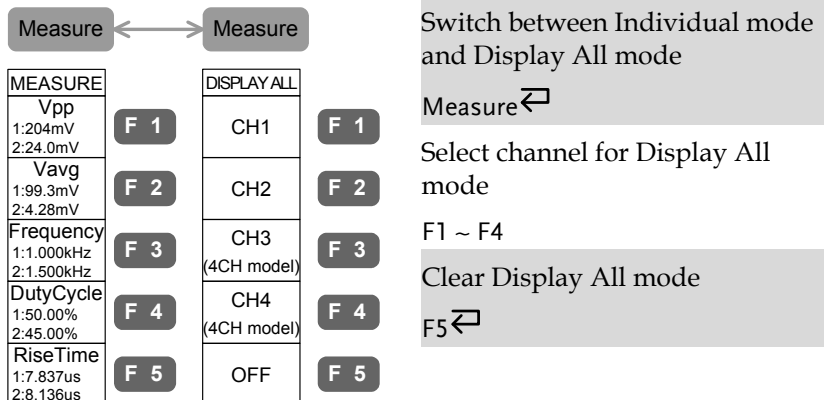 Measure Measure
MEASURE
Vpp
1:204mV
2:24.0mV
F 1
Vavg
1:99.3mV
2:4.28mV
F 2
Frequency
1:1.000kHz
2:1.500kHz
F 3
DutyCycle
1:50.00%
2:45.00%
F 4
RiseTime
1:7.837us
2:8.136us
F 5
DISPLAY ALL
CH1
F 1
CH2
F 2
CH3
(4CH model)
F 3
CH4
(4CH model)
F 4
OFF
F 5
Switch between Individual mode
and Display All mode
Measure
Select channel for Display All
mode
F1 ~ F4
Clear Display All mode
F5